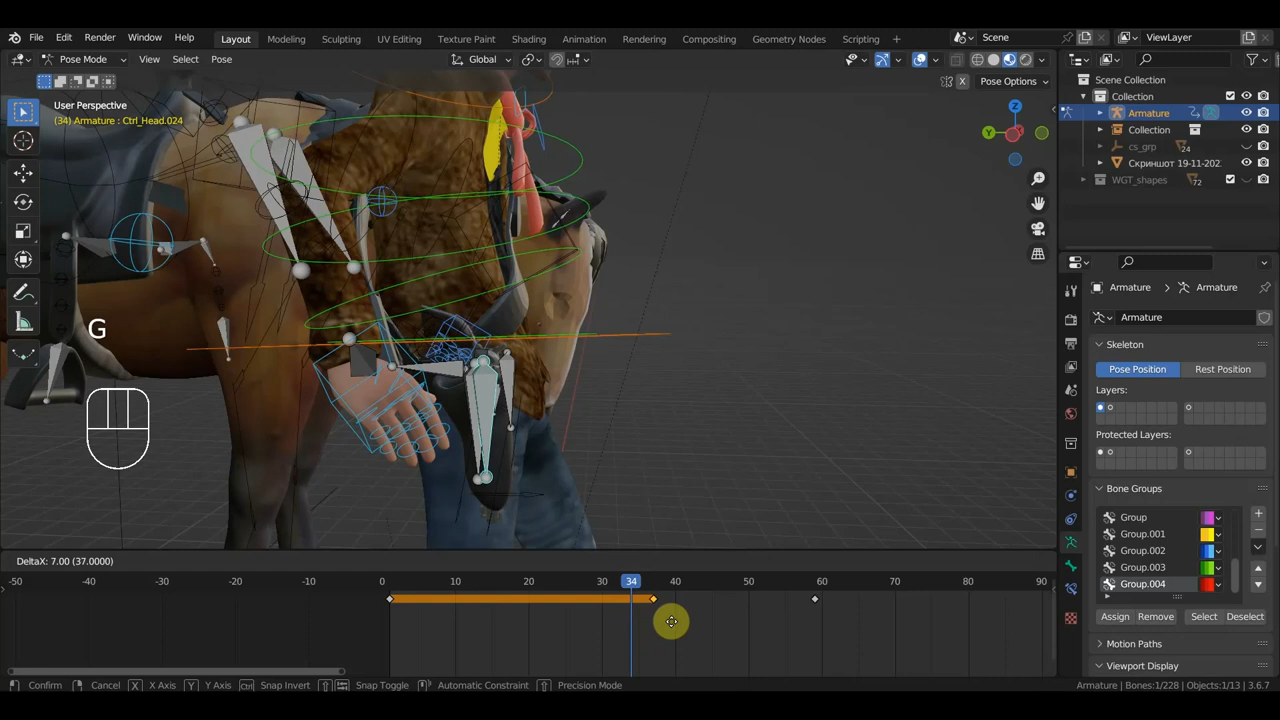 File Edit Render Window Help Layout Modeling Sculpting UV Editing Texture Paint Shading Animation Rendering Compositing Geometry Nodes Scripting + Scene ViewLayer
Pose Mode View Select Pose Global
X Pose Options
User Perspective
(34) Armature : Ctrl_Head.024
Z
Y
G
Scene Collection
Collection
Armature
Collection
cs_grp 24
Скриншот 19-11-202
WGT_shapes 72
Armature > Armature
Armature
Skeleton
Pose Position Rest Position
Layers:
Protected Layers:
Bone Groups
Group
Group.001
Group.002
Group.003
Group.004
Assign Remove Select Deselect
Motion Paths
Viewport Display
DeltaX: 7.00 (37.0000)
-50 -40 -30 -20 -10 0 10 20 30 34 40 50 60 70 80 90
Confirm Cancel X X Axis Y Y Axis Ctrl Snap Invert Snap Toggle Automatic Constraint Precision Mode Armature | Bones:1/228 | Objects:1/13 | 3.6.7